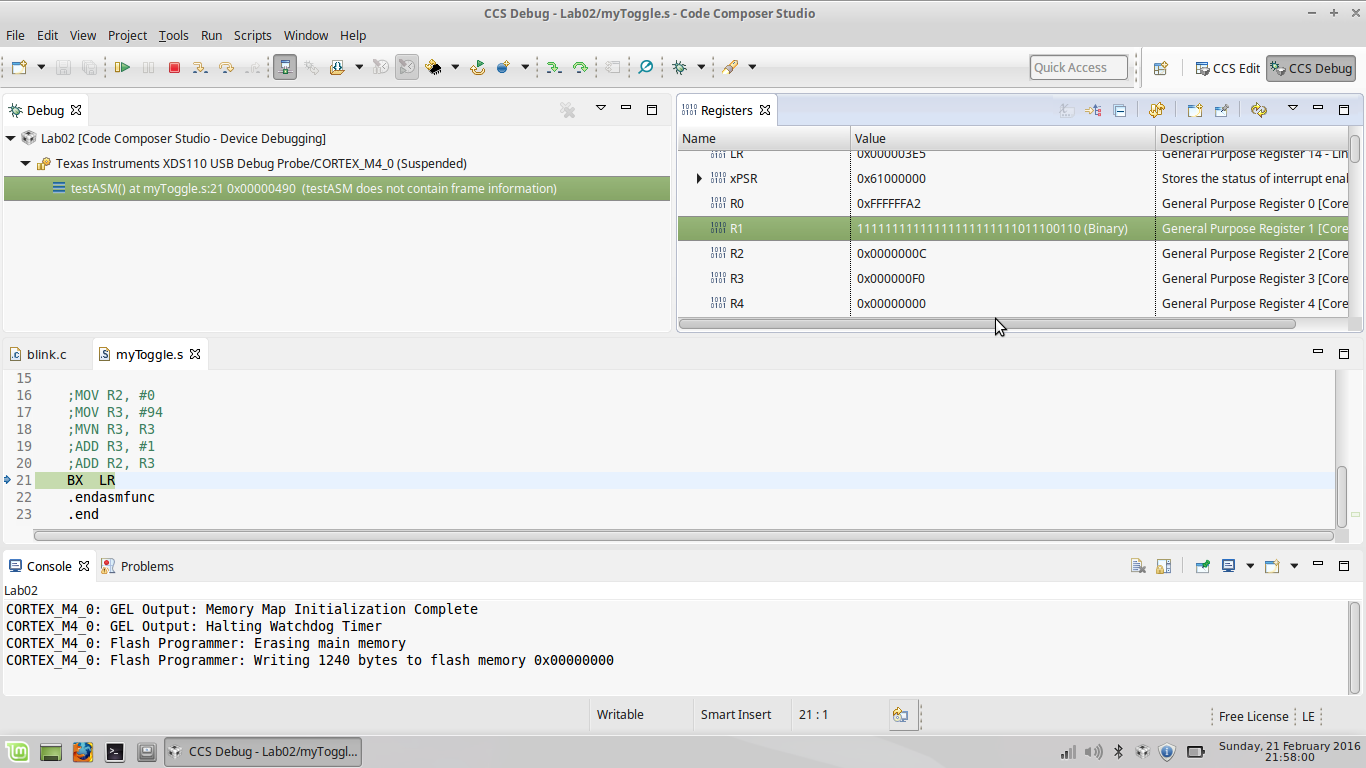 CCS Debug - Lab02/myToggle.s - Code Composer Studio
File Edit View Project Tools Run Scripts Window Help
Quick Access CCS Edit CCS Debug
Debug
Lab02 [Code Composer Studio - Device Debugging]
Texas Instruments XDS110 USB Debug Probe/CORTEX_M4_0 (Suspended)
testASM() at myToggle.s:21 0x00000490 (testASM does not contain frame information)
Registers
Name Value Description
LR 0x000003E5 General Purpose Register 14 - Lin
xPSR 0x61000000 Stores the status of interrupt enal
R0 0xFFFFFFA2 General Purpose Register 0 [Core
R1 11111111111111111111111011100110 (Binary) General Purpose Register 1 [Core
R2 0x0000000C General Purpose Register 2 [Core
R3 0x000000F0 General Purpose Register 3 [Core
R4 0x00000000 General Purpose Register 4 [Core
blink.c myToggle.s
15
16 ;MOV R2, #0
17 ;MOV R3, #94
18 ;MVN R3, R3
19 ;ADD R3, #1
20 ;ADD R2, R3
21 BX LR
22 .endasmfunc
23 .end
Console Problems
Lab02
CORTEX_M4_0: GEL Output: Memory Map Initialization Complete
CORTEX_M4_0: GEL Output: Halting Watchdog Timer
CORTEX_M4_0: Flash Programmer: Erasing main memory
CORTEX_M4_0: Flash Programmer: Writing 1240 bytes to flash memory 0x00000000
Writable Smart Insert 21 : 1 Free License LE
CCS Debug - Lab02/myToggl...
Sunday, 21 February 2016
21:58:00